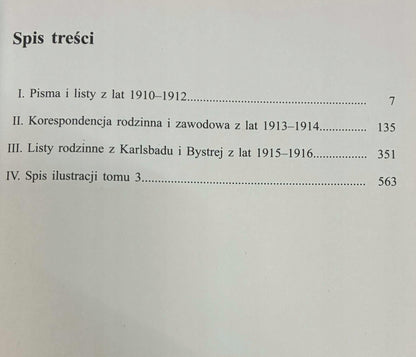 Spis treści
I. Pisma i listy z lat 1910–1912........................................................ 7
II. Korespondencja rodzinna i zawodowa z lat 1913–1914.............. 135
III. Listy rodzinne z Karlsbadu i Bystrej z lat 1915–1916................ 351
IV. Spis ilustracji tomu 3.................................................................... 563